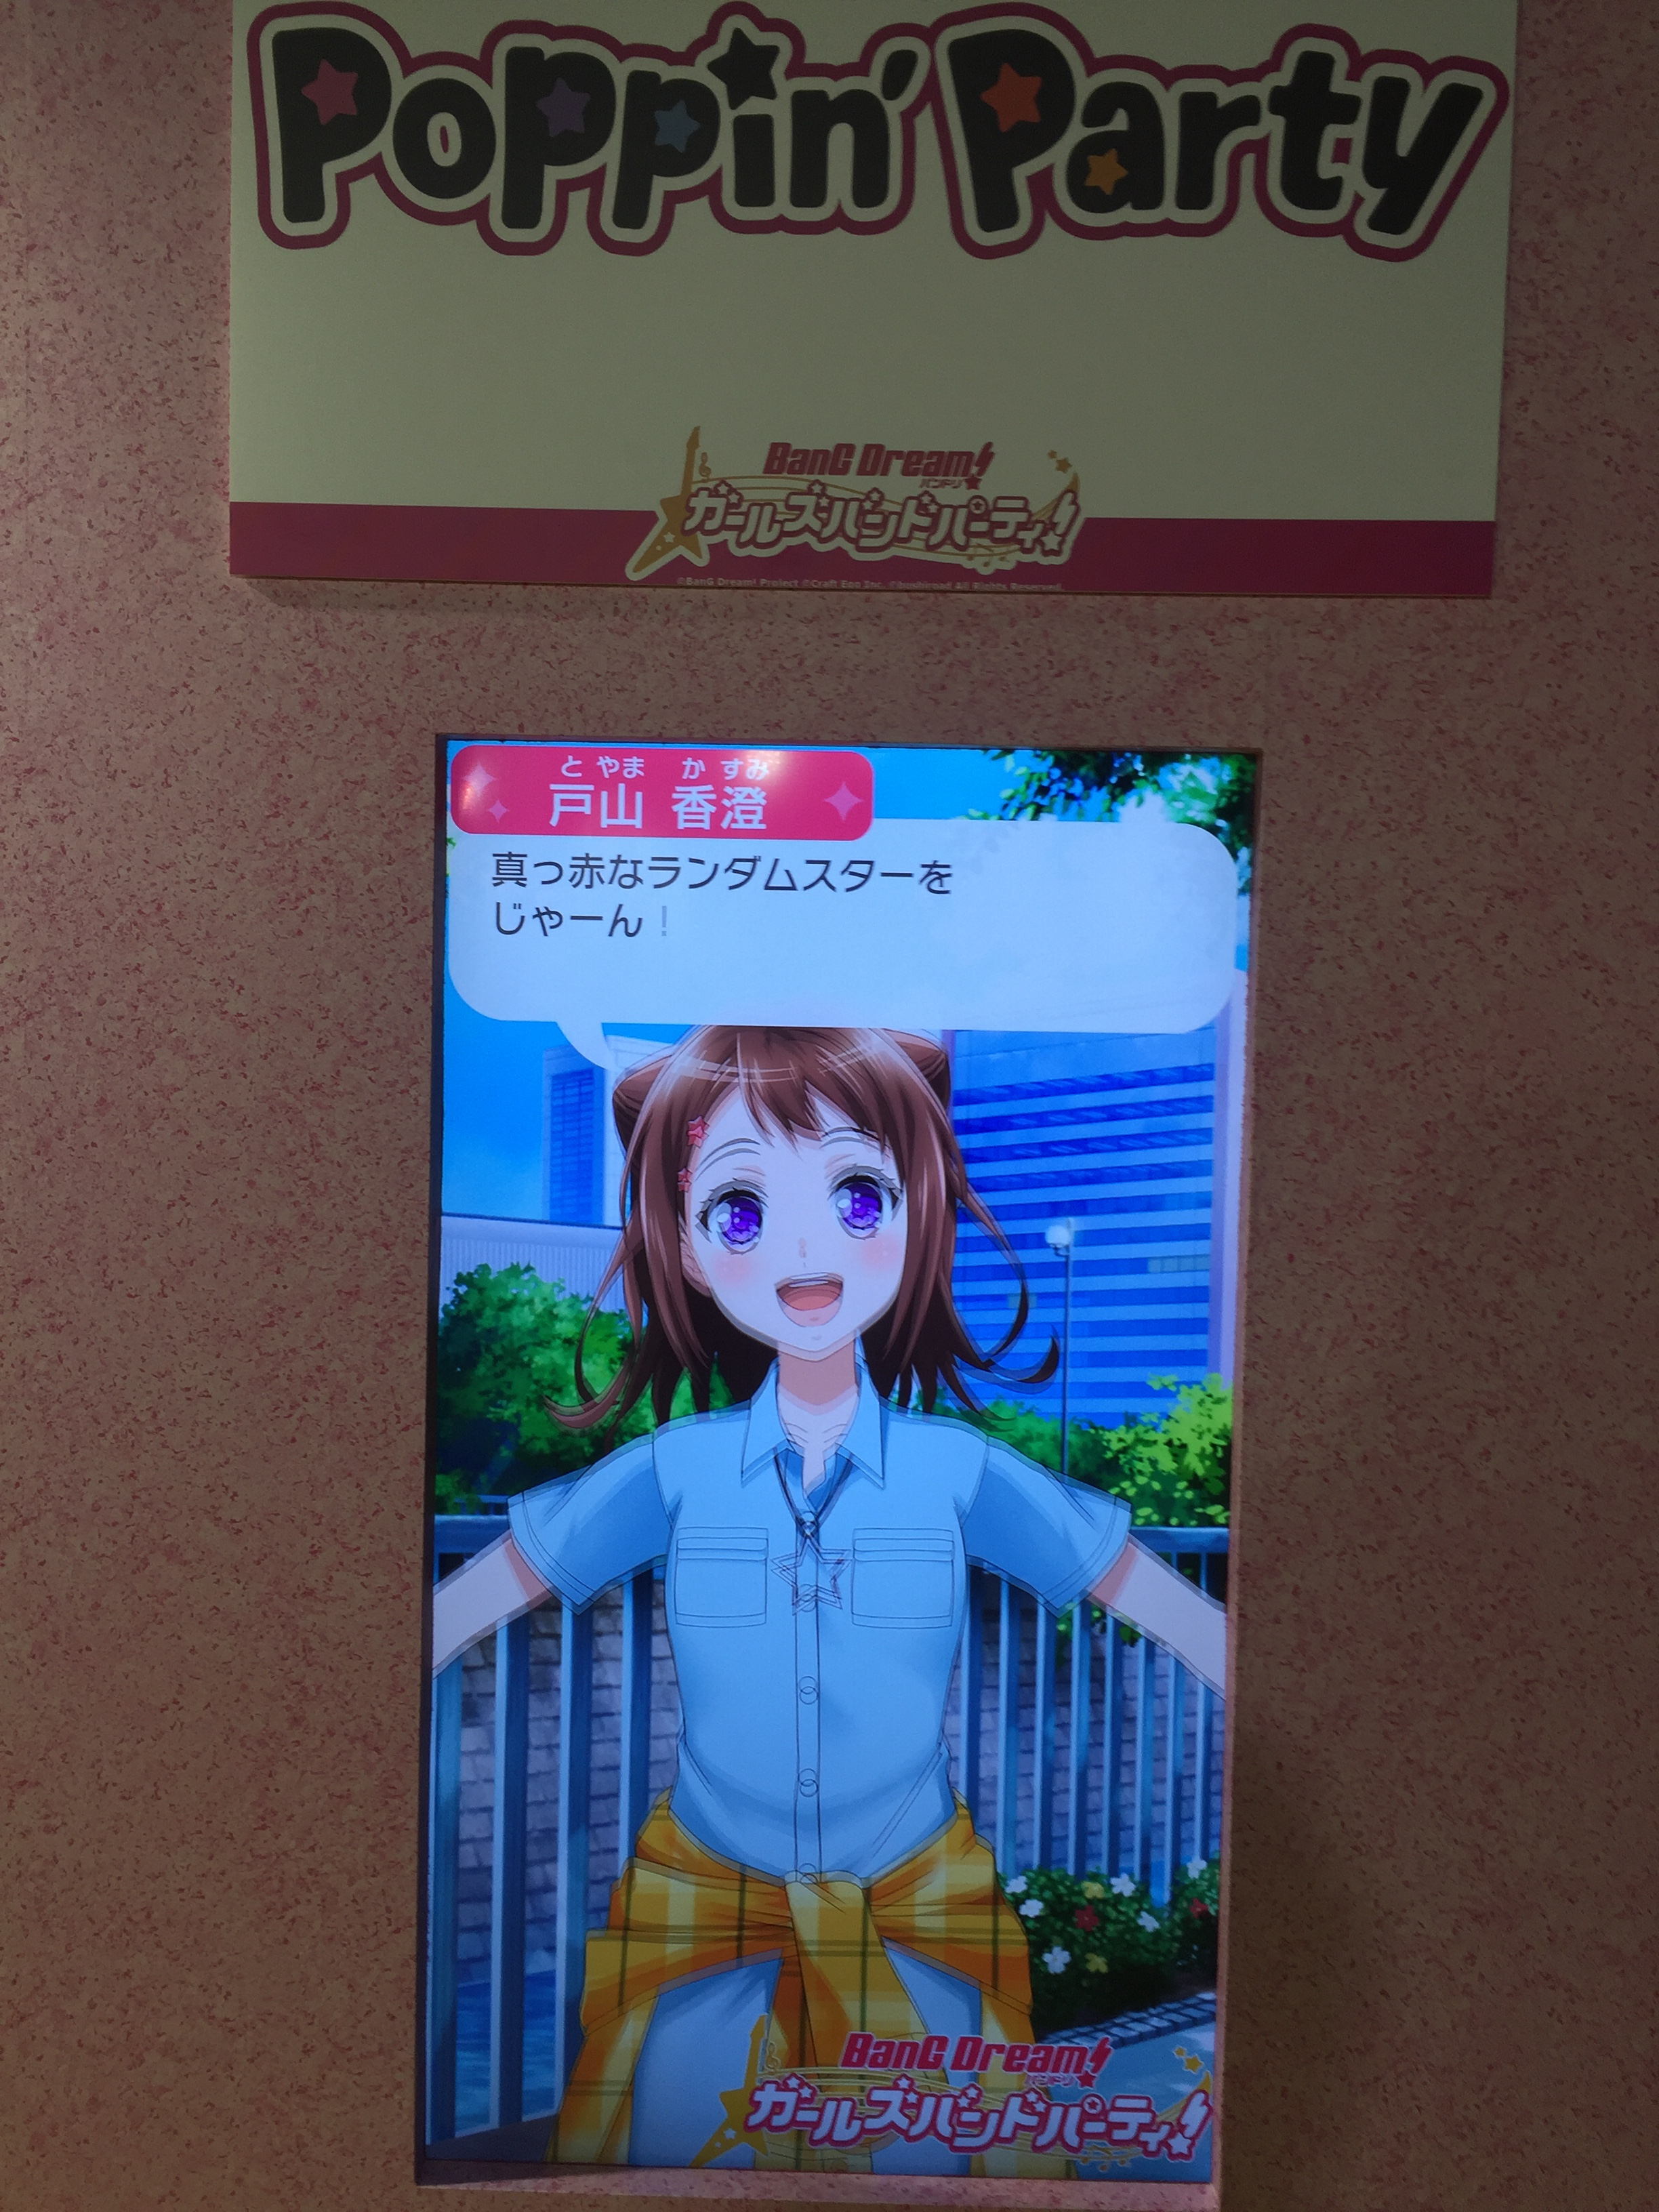 Poppin' Party
BanG Dream!
バンドリ
ガールズバンドパーティ!
©BanG Dream! Project ©Craft Egg Inc. ©bushiroad All Rights Reserved.
と やま か すみ
戸山 香澄
真っ赤なランダムスターを
じゃーん！
BanG Dream!
バンドリ
ガールズバンドパーティ!